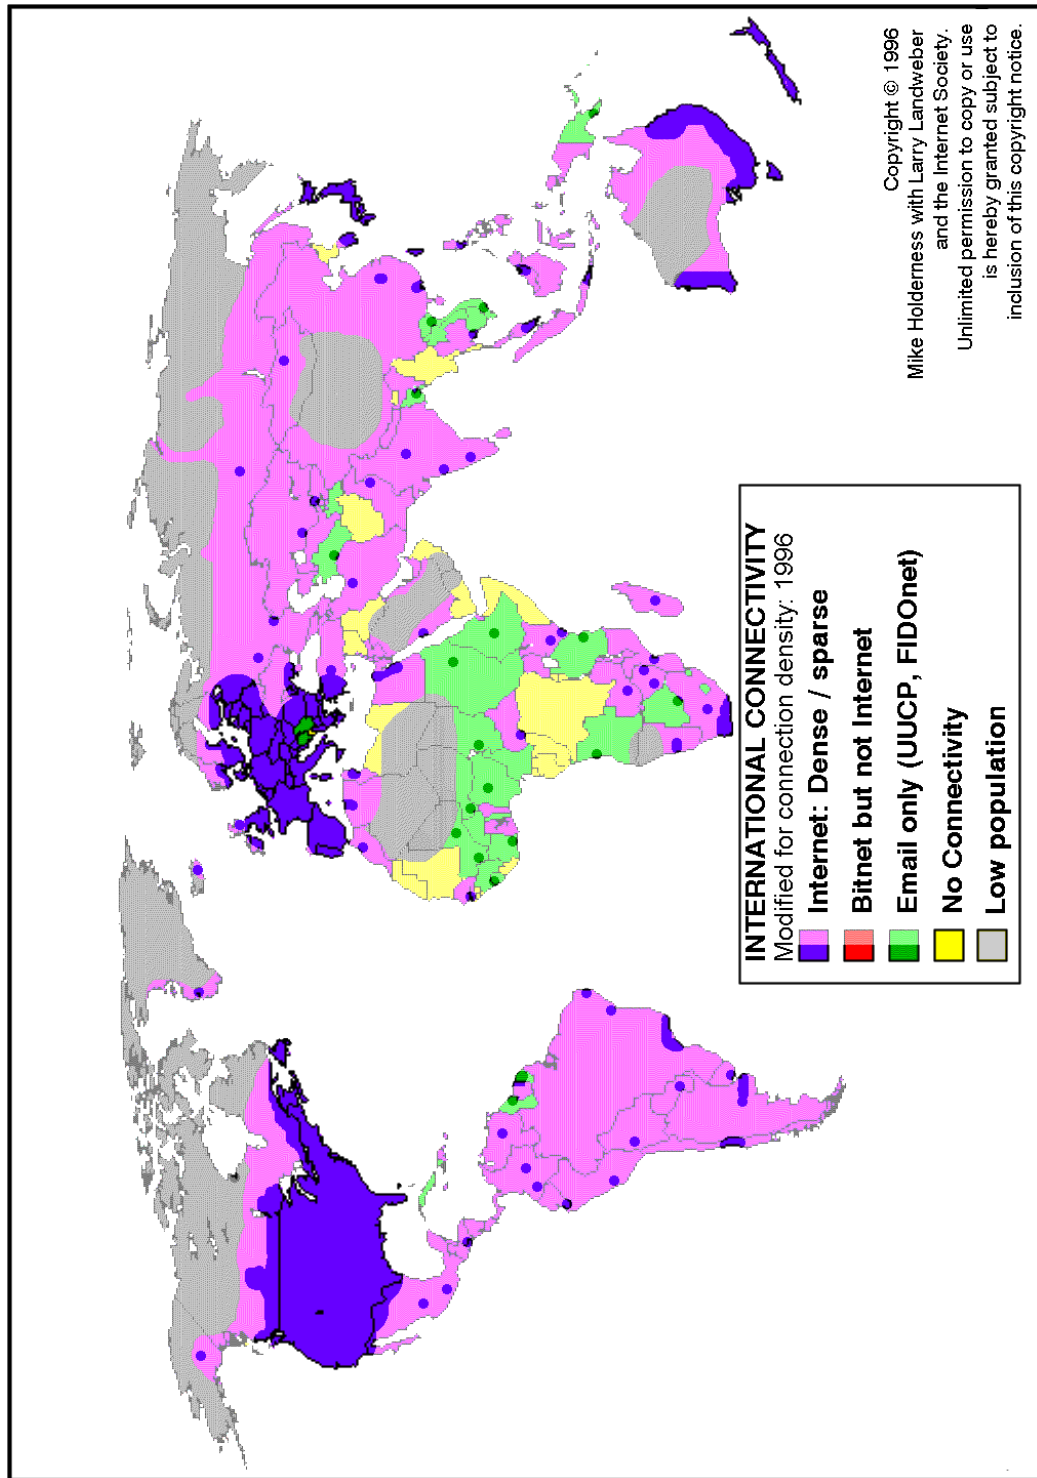 Copyright © 1996
Mike Holderness with Larry Landweber
and the Internet Society.
Unlimited permission to copy or use
is hereby granted subject to
inclusion of this copyright notice.
INTERNATIONAL CONNECTIVITY
Modified for connection density: 1996
Internet: Dense / sparse
Bitnet but not Internet
Email only (UUCP, FIDOnet)
No Connectivity
Low population